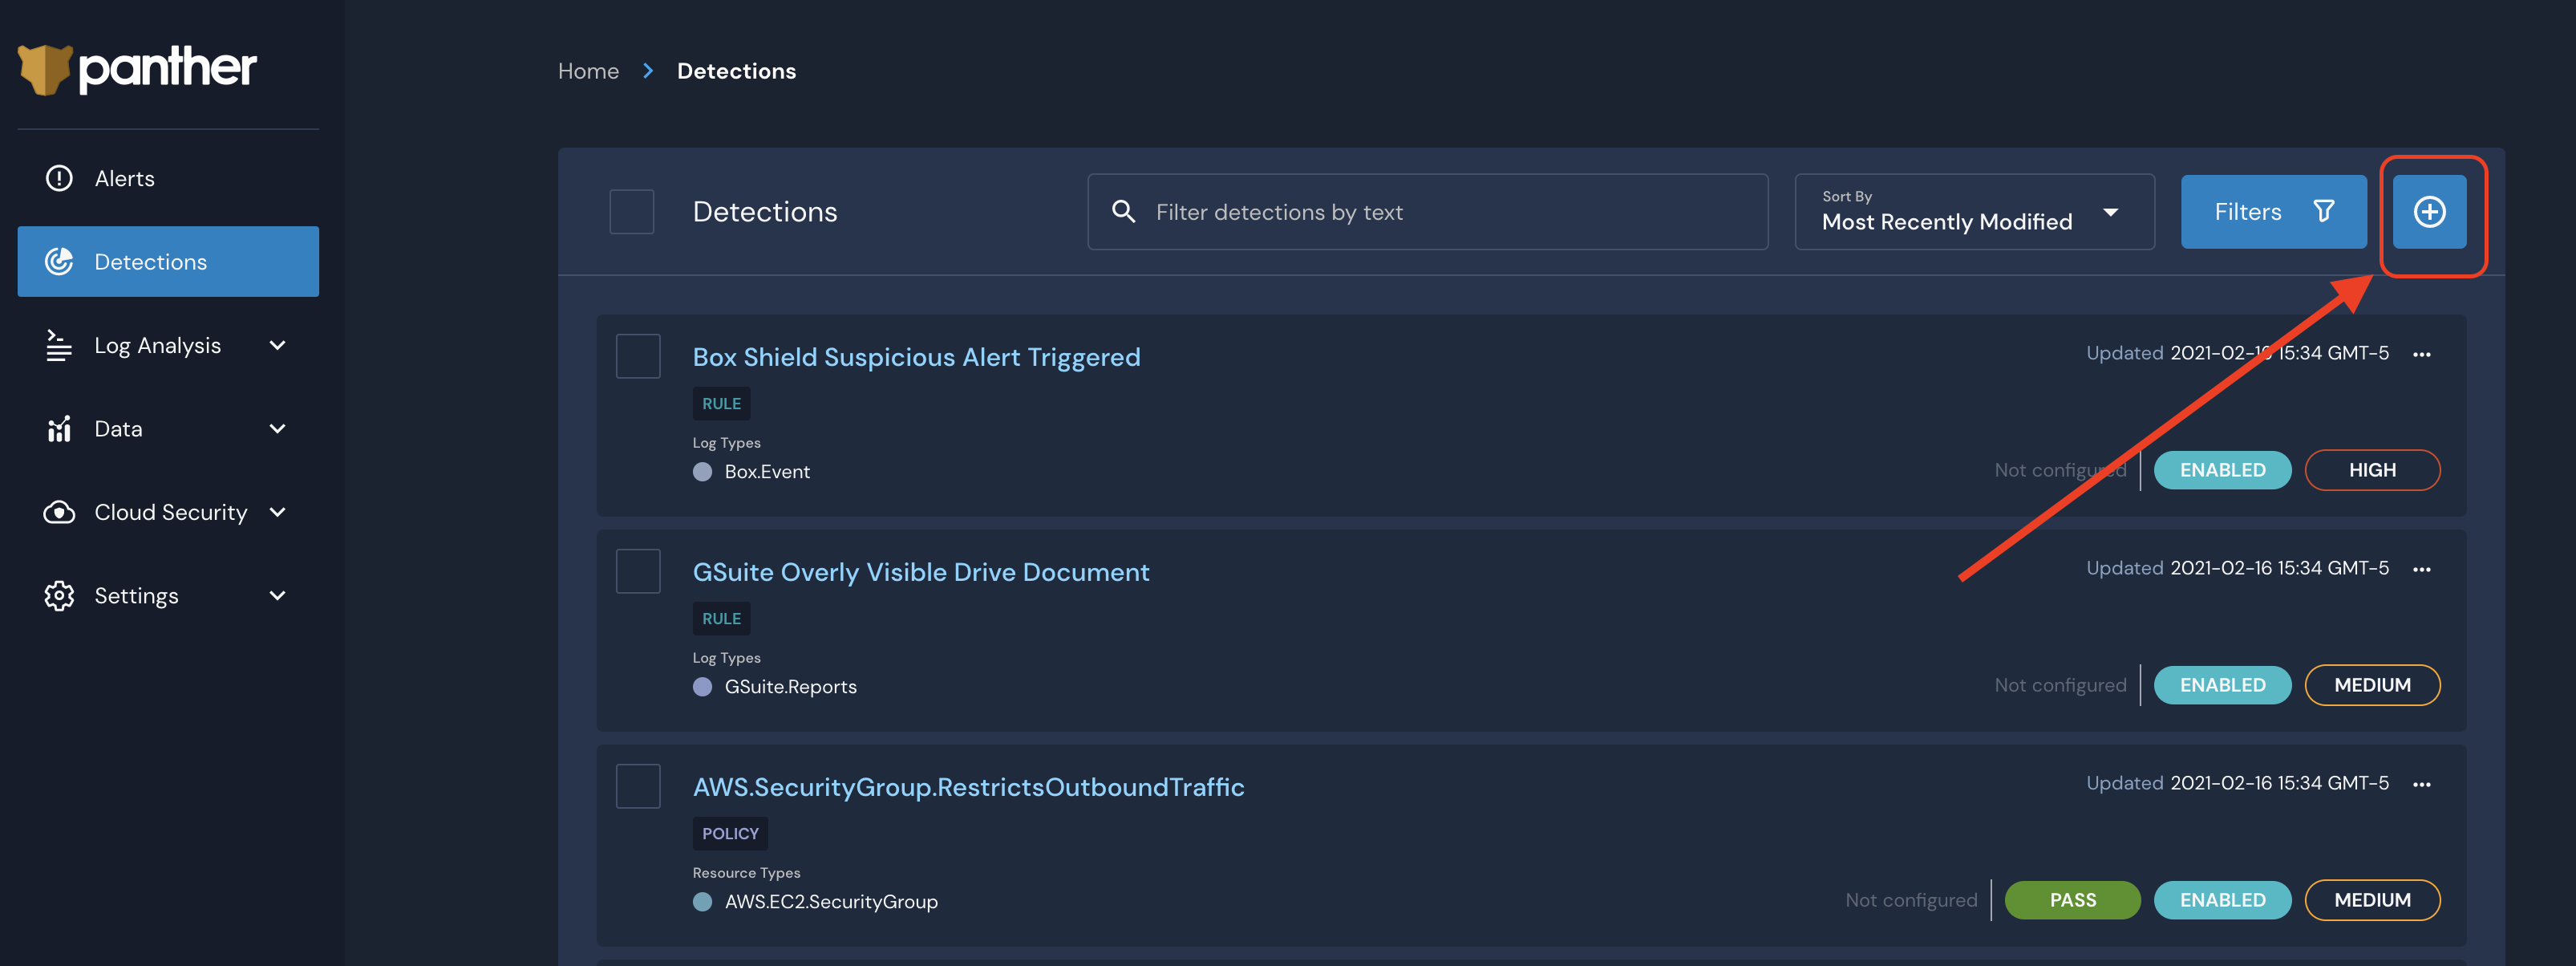 panther
Alerts
Detections
Log Analysis
Data
Cloud Security
Settings
Home > Detections
Detections
Filter detections by text
Sort By
Most Recently Modified
Filters
Box Shield Suspicious Alert Triggered
Updated 2021-02-16 15:34 GMT-5
RULE
Log Types
Box.Event
Not configured
ENABLED
HIGH
GSuite Overly Visible Drive Document
Updated 2021-02-16 15:34 GMT-5
RULE
Log Types
GSuite.Reports
Not configured
ENABLED
MEDIUM
AWS.SecurityGroup.RestrictsOutboundTraffic
Updated 2021-02-16 15:34 GMT-5
POLICY
Resource Types
AWS.EC2.SecurityGroup
Not configured
PASS
ENABLED
MEDIUM